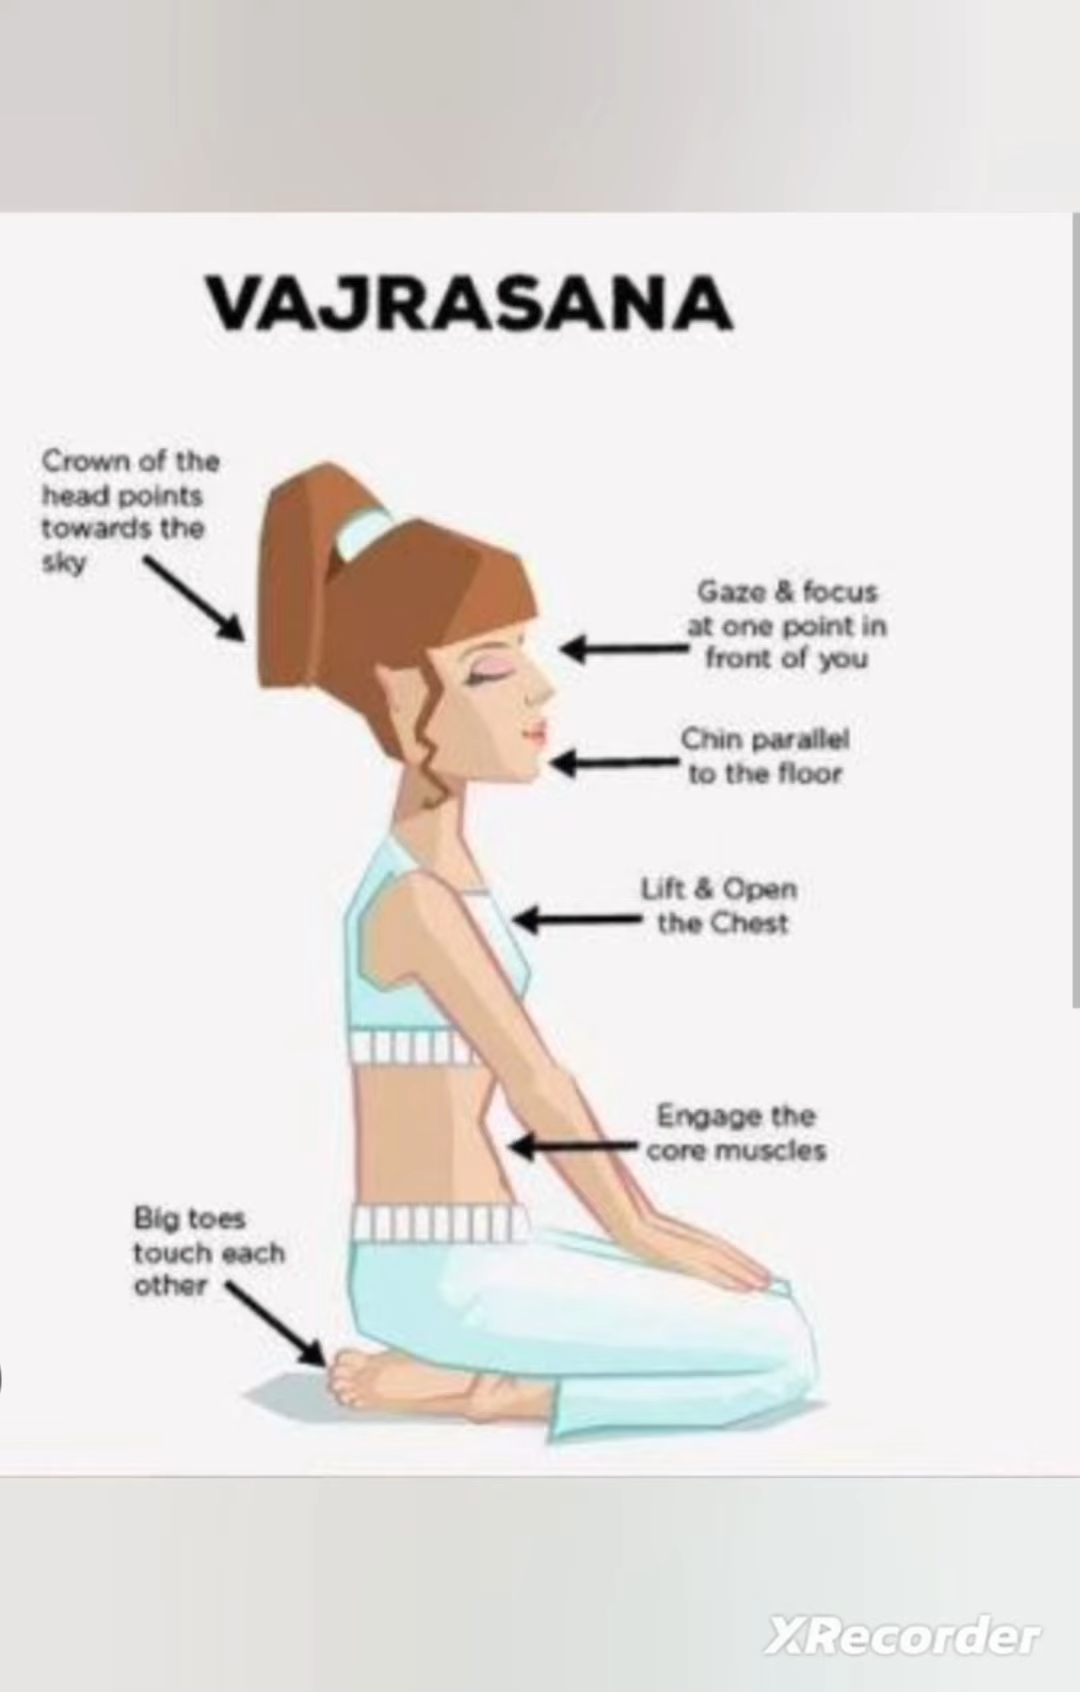 VAJRASANA
Crown of the
head points
towards the
sky
Gaze & focus
at one point in
front of you
Chin parallel
to the floor
Lift & Open
the Chest
Engage the
core muscles
Big toes
touch each
other
XRecorder